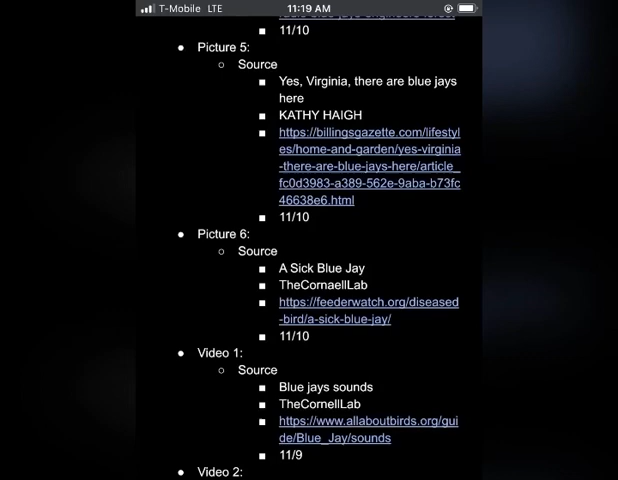 T-Mobile LTE 11:19 AM
11/10
Picture 5:
Source
Yes, Virginia, there are blue jays
here
KATHY HAIGH
https://billingsgazette.com/lifestyl
es/home-and-garden/yes-virginia
-there-are-blue-jays-here/article_
fc0d3983-a389-562e-9aba-b73fc
46638e6.html
11/10
Picture 6:
Source
A Sick Blue Jay
TheCornaellLab
https://feederwatch.org/diseased
-bird/a-sick-blue-jay/
11/10
Video 1:
Source
Blue jays sounds
TheCornellLab
https://www.allaboutbirds.org/gui
de/Blue_Jay/sounds
11/9
Video 2: